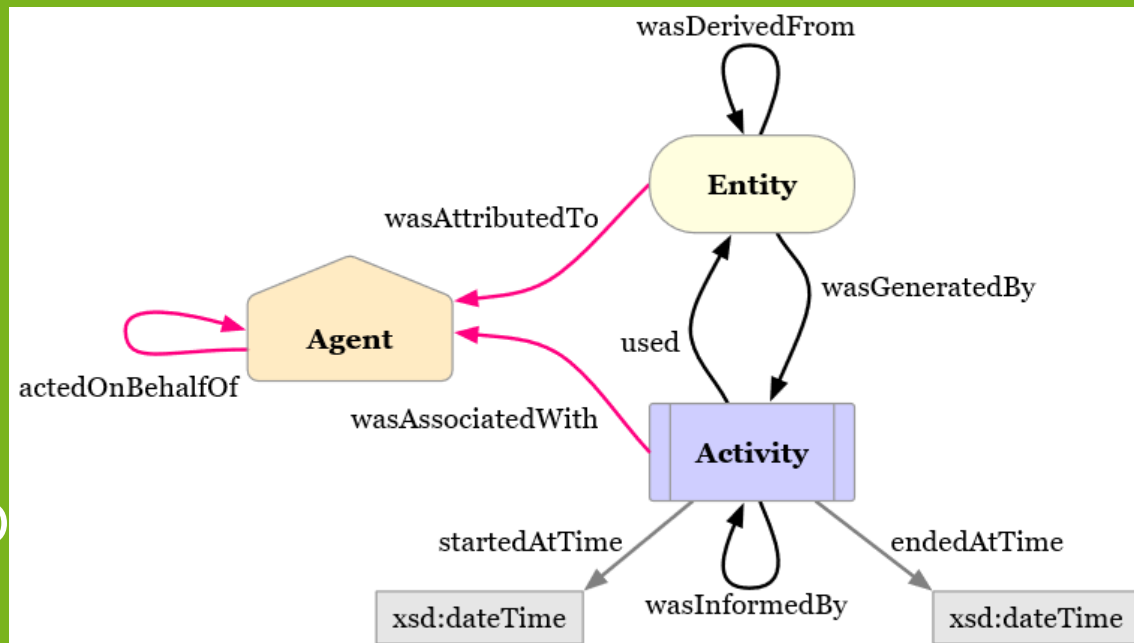 wasDerivedFrom
Entity
wasAttributedTo
wasGeneratedBy
used
Agent
actedOnBehalfOf
wasAssociatedWith
Activity
startedAtTime
endedAtTime
wasInformedBy
xsd:dateTime
xsd:dateTime